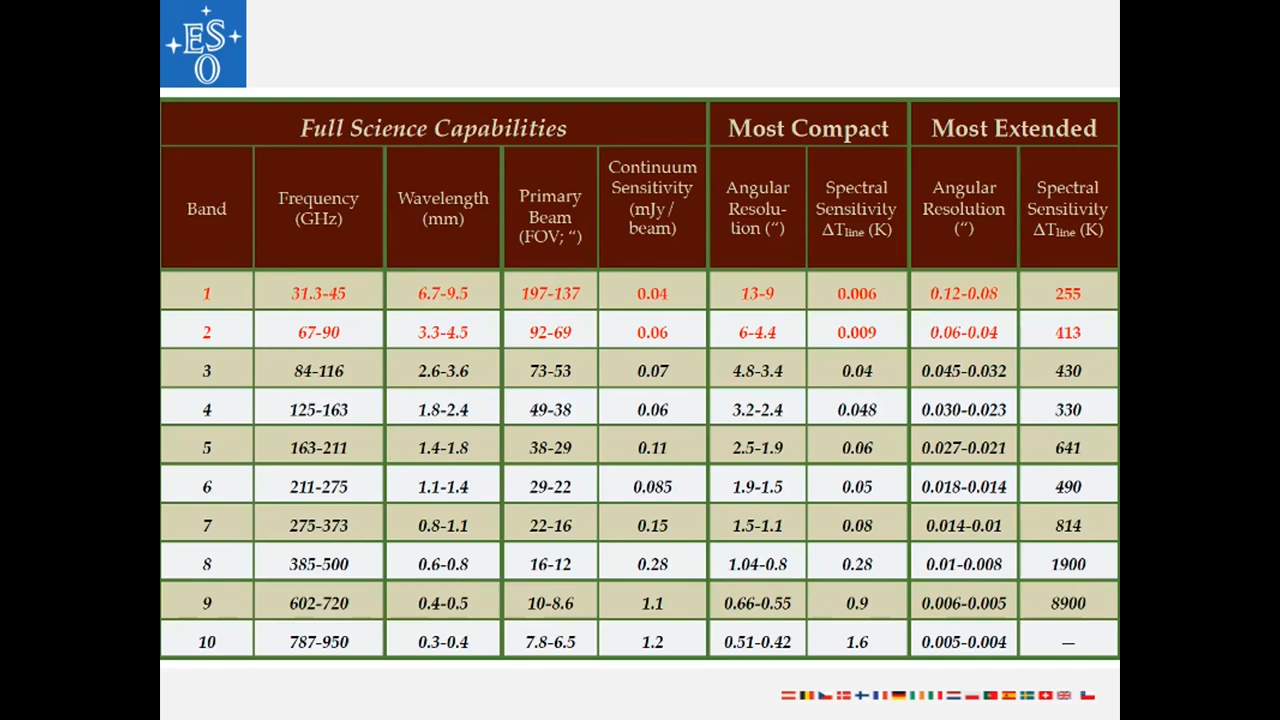 ES
O
Full Science Capabilities Most Compact Most Extended
Band Frequency (GHz) Wavelength (mm) Primary Beam (FOV; “) Continuum Sensitivity (mJy/beam) Angular Resolu-tion (“) Spectral Sensitivity ΔTline (K) Angular Resolution (“) Spectral Sensitivity ΔTline (K)
1 31.3-45 6.7-9.5 197-137 0.04 13-9 0.006 0.12-0.08 255
2 67-90 3.3-4.5 92-69 0.06 6-4.4 0.009 0.06-0.04 413
3 84-116 2.6-3.6 73-53 0.07 4.8-3.4 0.04 0.045-0.032 430
4 125-163 1.8-2.4 49-38 0.06 3.2-2.4 0.048 0.030-0.023 330
5 163-211 1.4-1.8 38-29 0.11 2.5-1.9 0.06 0.027-0.021 641
6 211-275 1.1-1.4 29-22 0.085 1.9-1.5 0.05 0.018-0.014 490
7 275-373 0.8-1.1 22-16 0.15 1.5-1.1 0.08 0.014-0.01 814
8 385-500 0.6-0.8 16-12 0.28 1.04-0.8 0.28 0.01-0.008 1900
9 602-720 0.4-0.5 10-8.6 1.1 0.66-0.55 0.9 0.006-0.005 8900
10 787-950 0.3-0.4 7.8-6.5 1.2 0.51-0.42 1.6 0.005-0.004 —